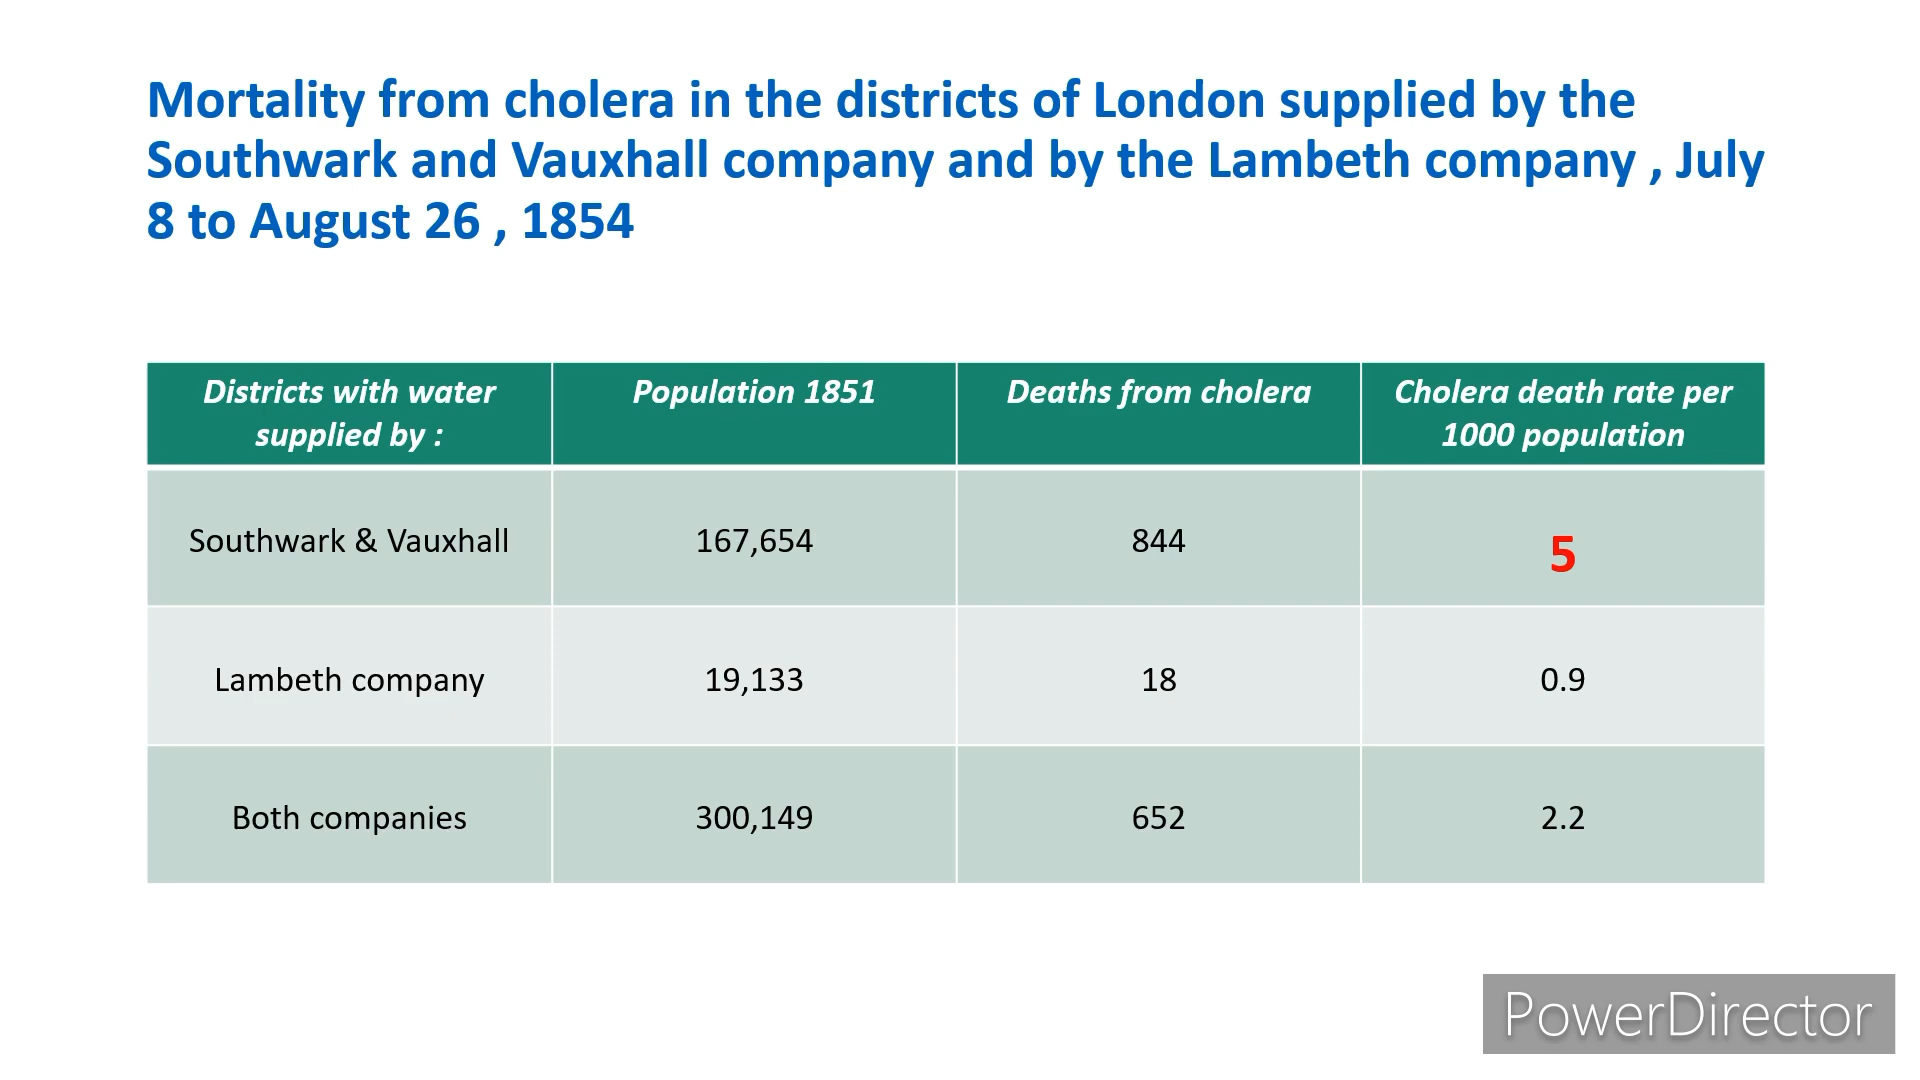 Mortality from cholera in the districts of London supplied by the
Southwark and Vauxhall company and by the Lambeth company , July
8 to August 26 , 1854
Districts with water
supplied by :
Population 1851
Deaths from cholera
Cholera death rate per
1000 population
Southwark & Vauxhall
167,654
844
5
Lambeth company
19,133
18
0.9
Both companies
300,149
652
2.2
PowerDirector